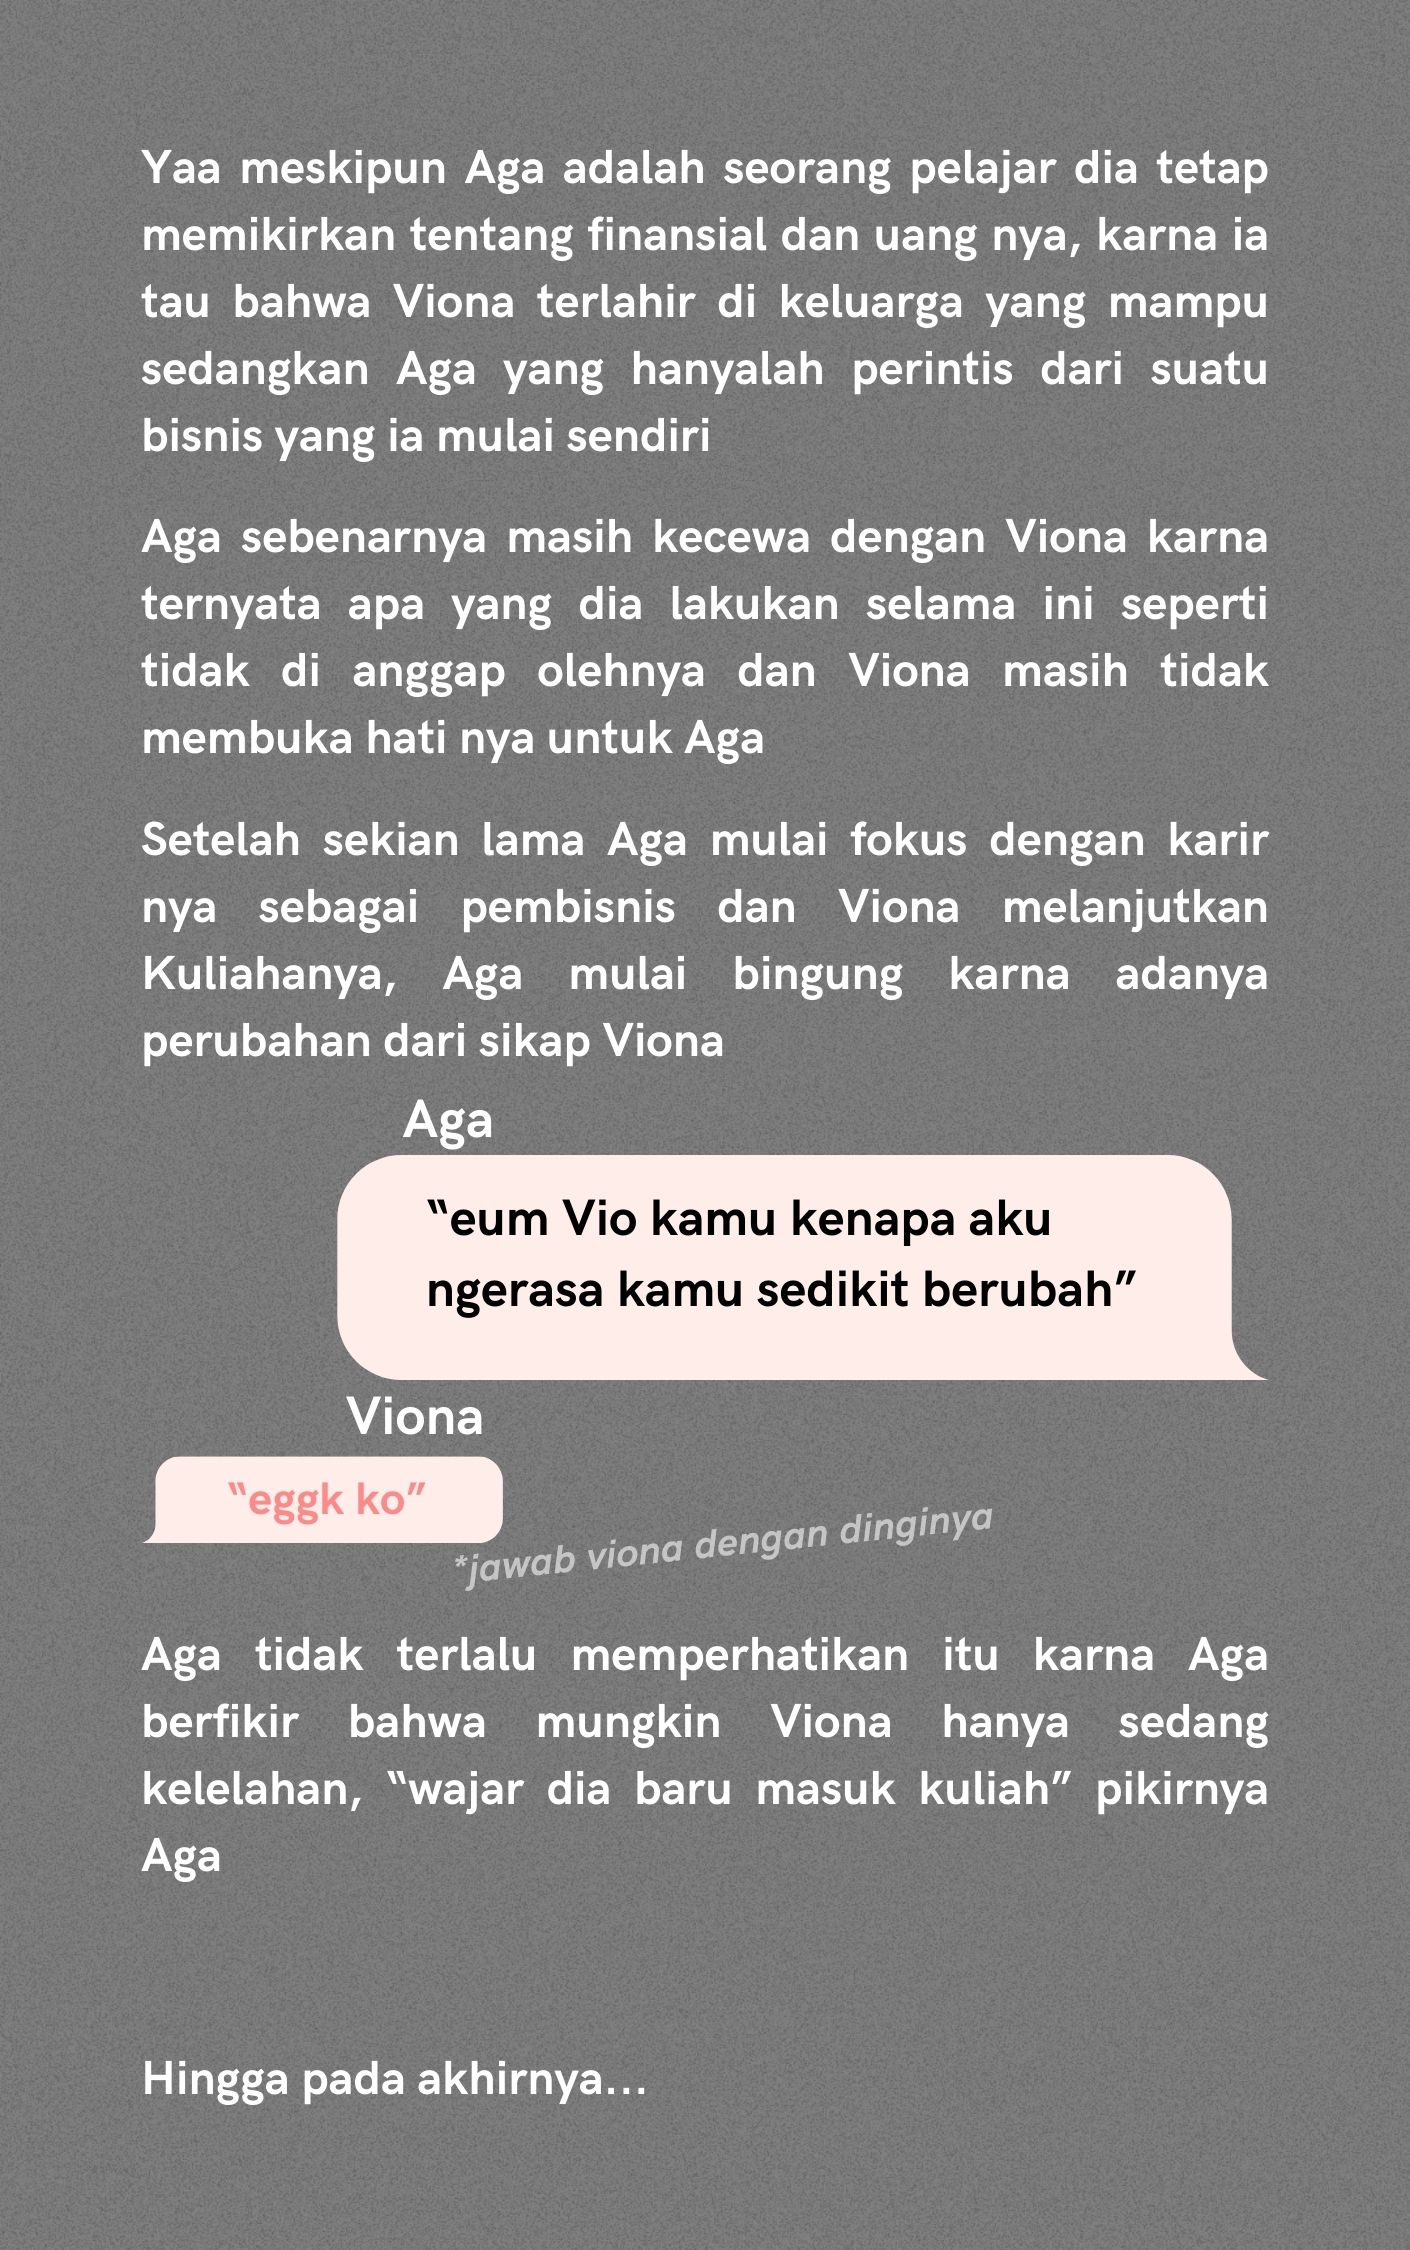 Yaa meskipun Aga adalah seorang pelajar dia tetap
memikirkan tentang finansial dan uang nya, karna ia
tau bahwa Viona terlahir di keluarga yang mampu
sedangkan Aga yang hanyalah perintis dari suatu
bisnis yang ia mulai sendiri
Aga sebenarnya masih kecewa dengan Viona karna
ternyata apa yang dia lakukan selama ini seperti
tidak di anggap olehnya dan Viona masih tidak
membuka hati nya untuk Aga
Setelah sekian lama Aga mulai fokus dengan karir
nya sebagai pembisnis dan Viona melanjutkan
Kuliahanya, Aga mulai bingung karna adanya
perubahan dari sikap Viona
Aga
“eum Vio kamu kenapa aku
ngerasa kamu sedikit berubah”
Viona
“eggk ko”
*jawab viona dengan dinginya
Aga tidak terlalu memperhatikan itu karna Aga
berfikir bahwa mungkin Viona hanya sedang
kelelahan, “wajar dia baru masuk kuliah” pikirnya
Aga
Hingga pada akhirnya...